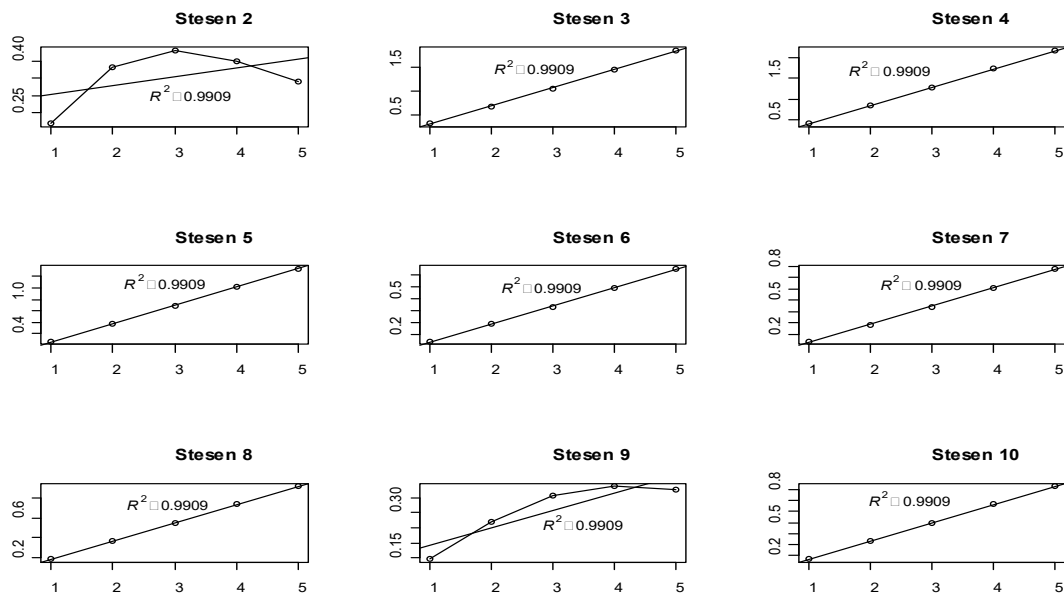 Stesen 2
0.40
0.25
R²□0.9909
1 2 3 4 5
Stesen 3
1.5
0.5
R²□0.9909
1 2 3 4 5
Stesen 4
1.5
0.5
R²□0.9909
1 2 3 4 5
Stesen 5
1.0
0.4
R²□0.9909
1 2 3 4 5
Stesen 6
0.5
0.2
R²□0.9909
1 2 3 4 5
Stesen 7
0.8
0.5
0.2
R²□0.9909
1 2 3 4 5
Stesen 8
0.6
0.2
R²□0.9909
1 2 3 4 5
Stesen 9
0.30
0.15
R²□0.9909
1 2 3 4 5
Stesen 10
0.8
0.5
0.2
R²□0.9909
1 2 3 4 5